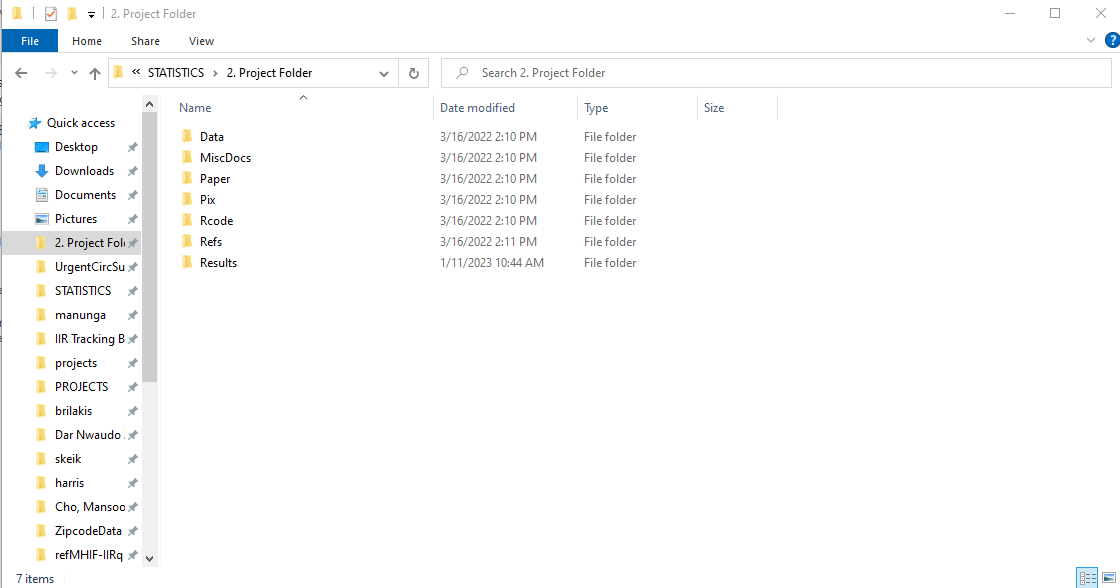 2. Project Folder
File Home Share View
« STATISTICS › 2. Project Folder
Search 2. Project Folder
Name Date modified Type Size
Quick access
Desktop
Downloads
Documents
Pictures
2. Project Fol
UrgentCircSu
STATISTICS
manunga
IIR Tracking B
projects
PROJECTS
brilakis
Dar Nwaudo
skeik
harris
Cho, Mansoo
ZipcodeData
refMHIF-IIRq
Data 3/16/2022 2:10 PM File folder
MiscDocs 3/16/2022 2:10 PM File folder
Paper 3/16/2022 2:10 PM File folder
Pix 3/16/2022 2:10 PM File folder
Rcode 3/16/2022 2:10 PM File folder
Refs 3/16/2022 2:11 PM File folder
Results 1/11/2023 10:44 AM File folder
7 items